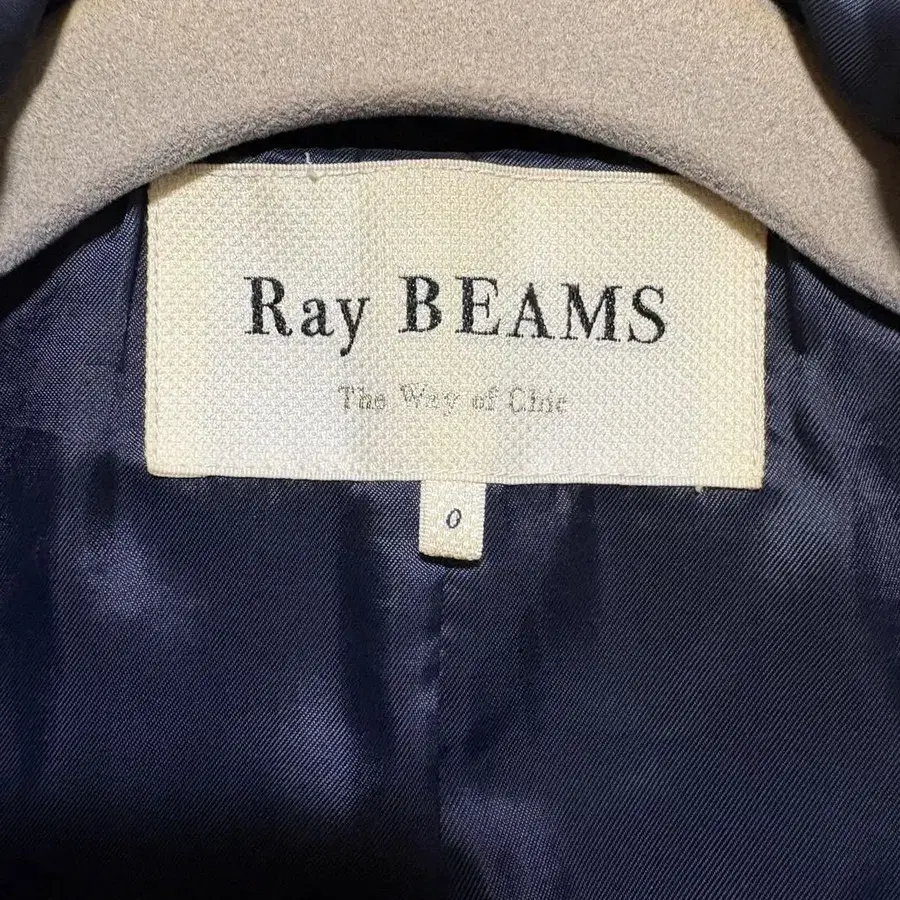 Ray BEAMS
The Way of Chic
0